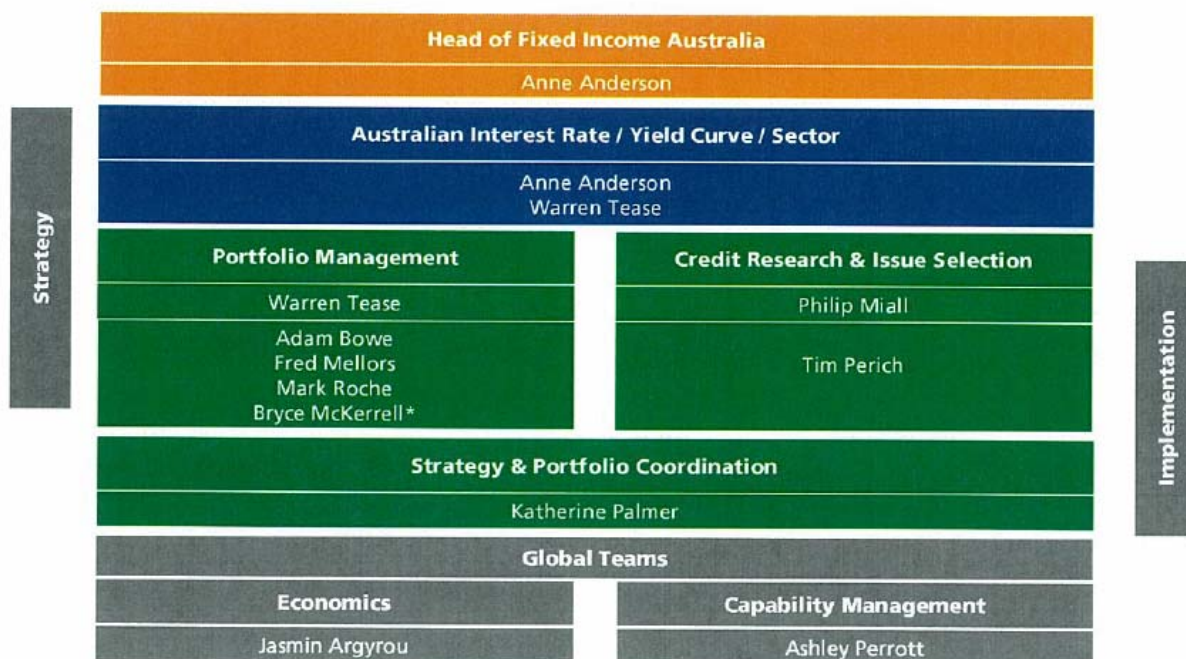 Head of Fixed Income Australia
Anne Anderson
Strategy
Australian Interest Rate / Yield Curve / Sector
Anne Anderson
Warren Tease
Portfolio Management
Warren Tease
Adam Bowe
Fred Mellors
Mark Roche
Bryce McKerrell*
Credit Research & Issue Selection
Philip Miall
Tim Perich
Implementation
Strategy & Portfolio Coordination
Katherine Palmer
Global Teams
Economics
Jasmin Argyrou
Capability Management
Ashley Perrott